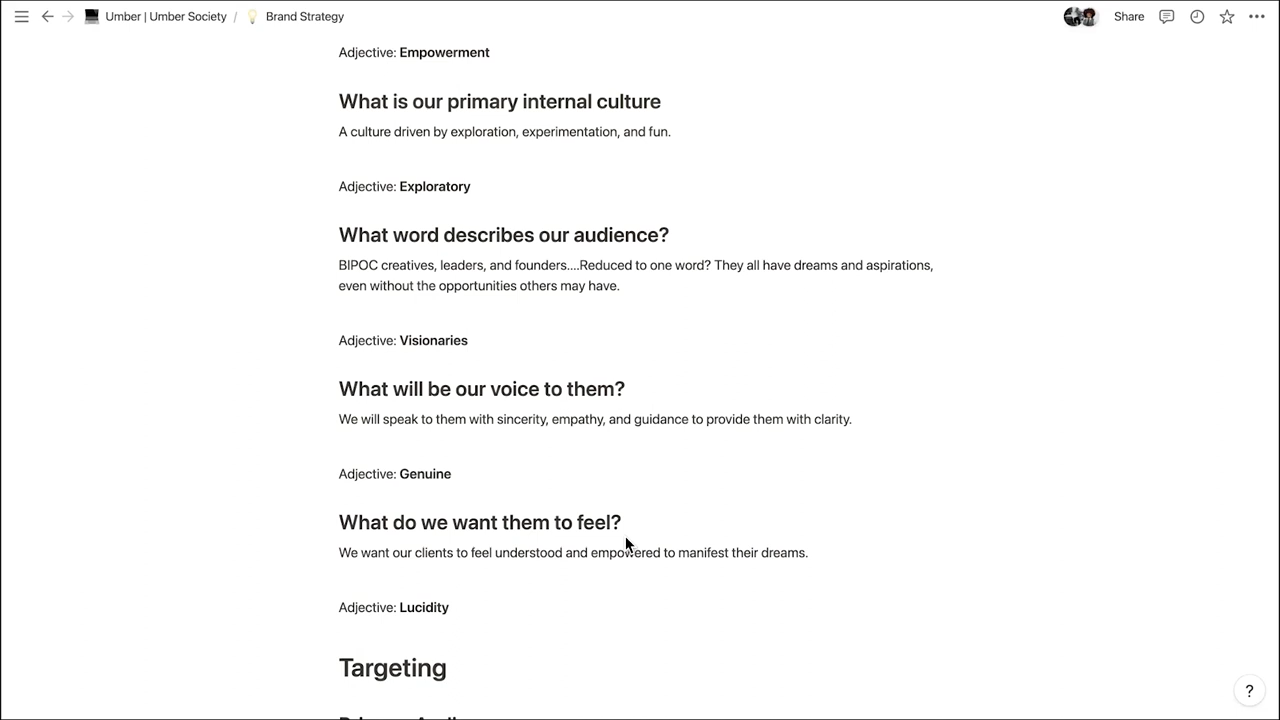 Umber | Umber Society / Brand Strategy
Share
Adjective: Empowerment
What is our primary internal culture
A culture driven by exploration, experimentation, and fun.
Adjective: Exploratory
What word describes our audience?
BIPOC creatives, leaders, and founders....Reduced to one word? They all have dreams and aspirations,
even without the opportunities others may have.
Adjective: Visionaries
What will be our voice to them?
We will speak to them with sincerity, empathy, and guidance to provide them with clarity.
Adjective: Genuine
What do we want them to feel?
We want our clients to feel understood and empowered to manifest their dreams.
Adjective: Lucidity
Targeting
?